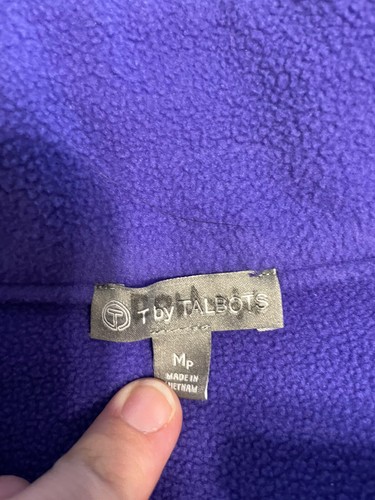 T by TALBOTS
Mp
MADE IN
VIETNAM